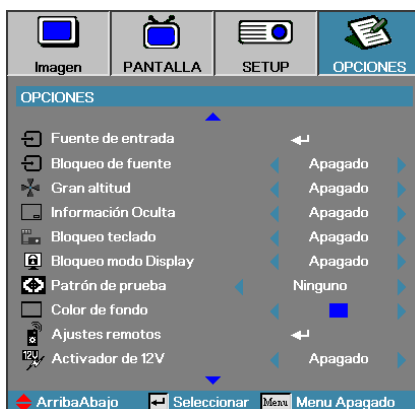 Imagen PANTALLA SETUP OPCIONES
OPCIONES
Fuente de entrada
Bloqueo de fuente Apagado
Gran altitud Apagado
Información Oculta Apagado
Bloqueo teclado Apagado
Bloqueo modo Display Apagado
Patrón de prueba Ninguno
Color de fondo
Ajustes remotos
12V Activador de 12V Apagado
ArribaAbajo Seleccionar Menu Menu Apagado